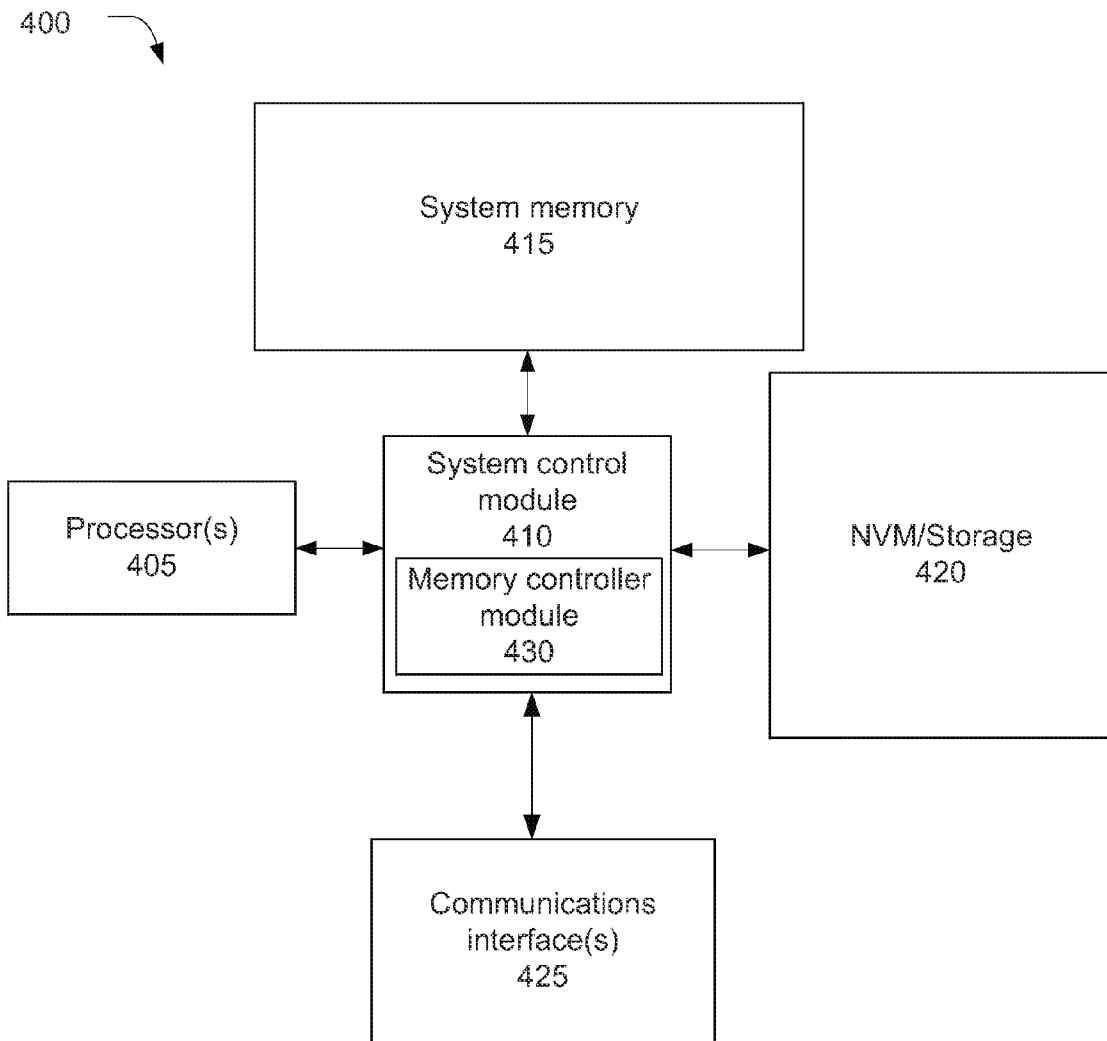 400
System memory
415
System control
module
410
Memory controller
module
430
Processor(s)
405
NVM/Storage
420
Communications
interface(s)
425